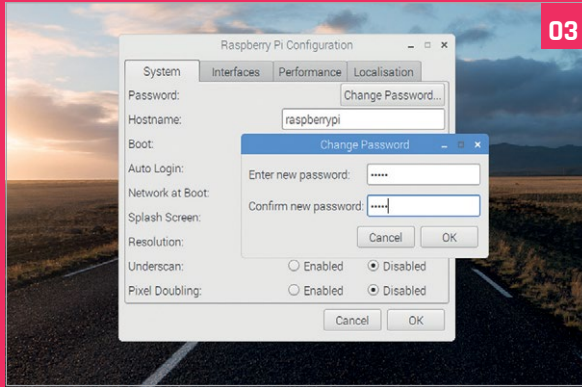 03
Raspberry Pi Configuration
System Interfaces Performance Localisation
Password: Change Password...
Hostname: raspberrypi
Boot:
Change Password
Auto Login:
Enter new password: •••••
Network at Boot:
Confirm new password: •••••
Splash Screen:
Resolution:
Cancel OK
Underscan: Enabled Disabled
Pixel Doubling: Enabled Disabled
Cancel OK